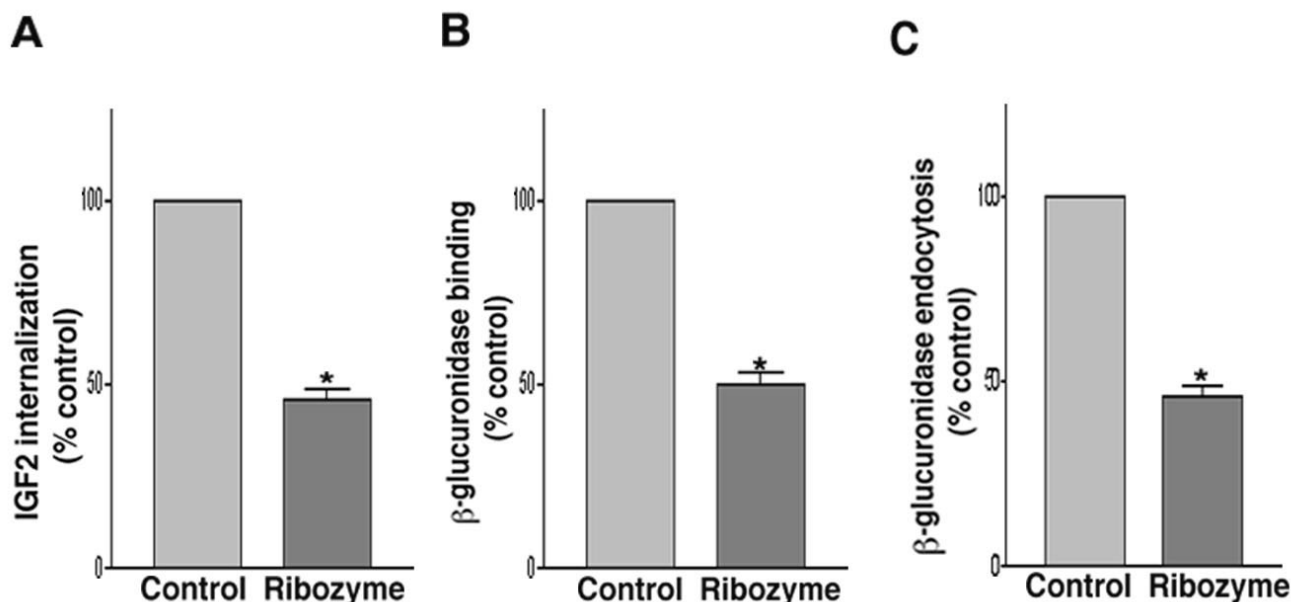 A
IGF2 internalization
(% control)
100
50
0
*
Control Ribozyme
B
β-glucuronidase binding
(% control)
100
50
0
*
Control Ribozyme
C
β-glucuronidase endocytosis
(% control)
100
50
0
*
Control Ribozyme